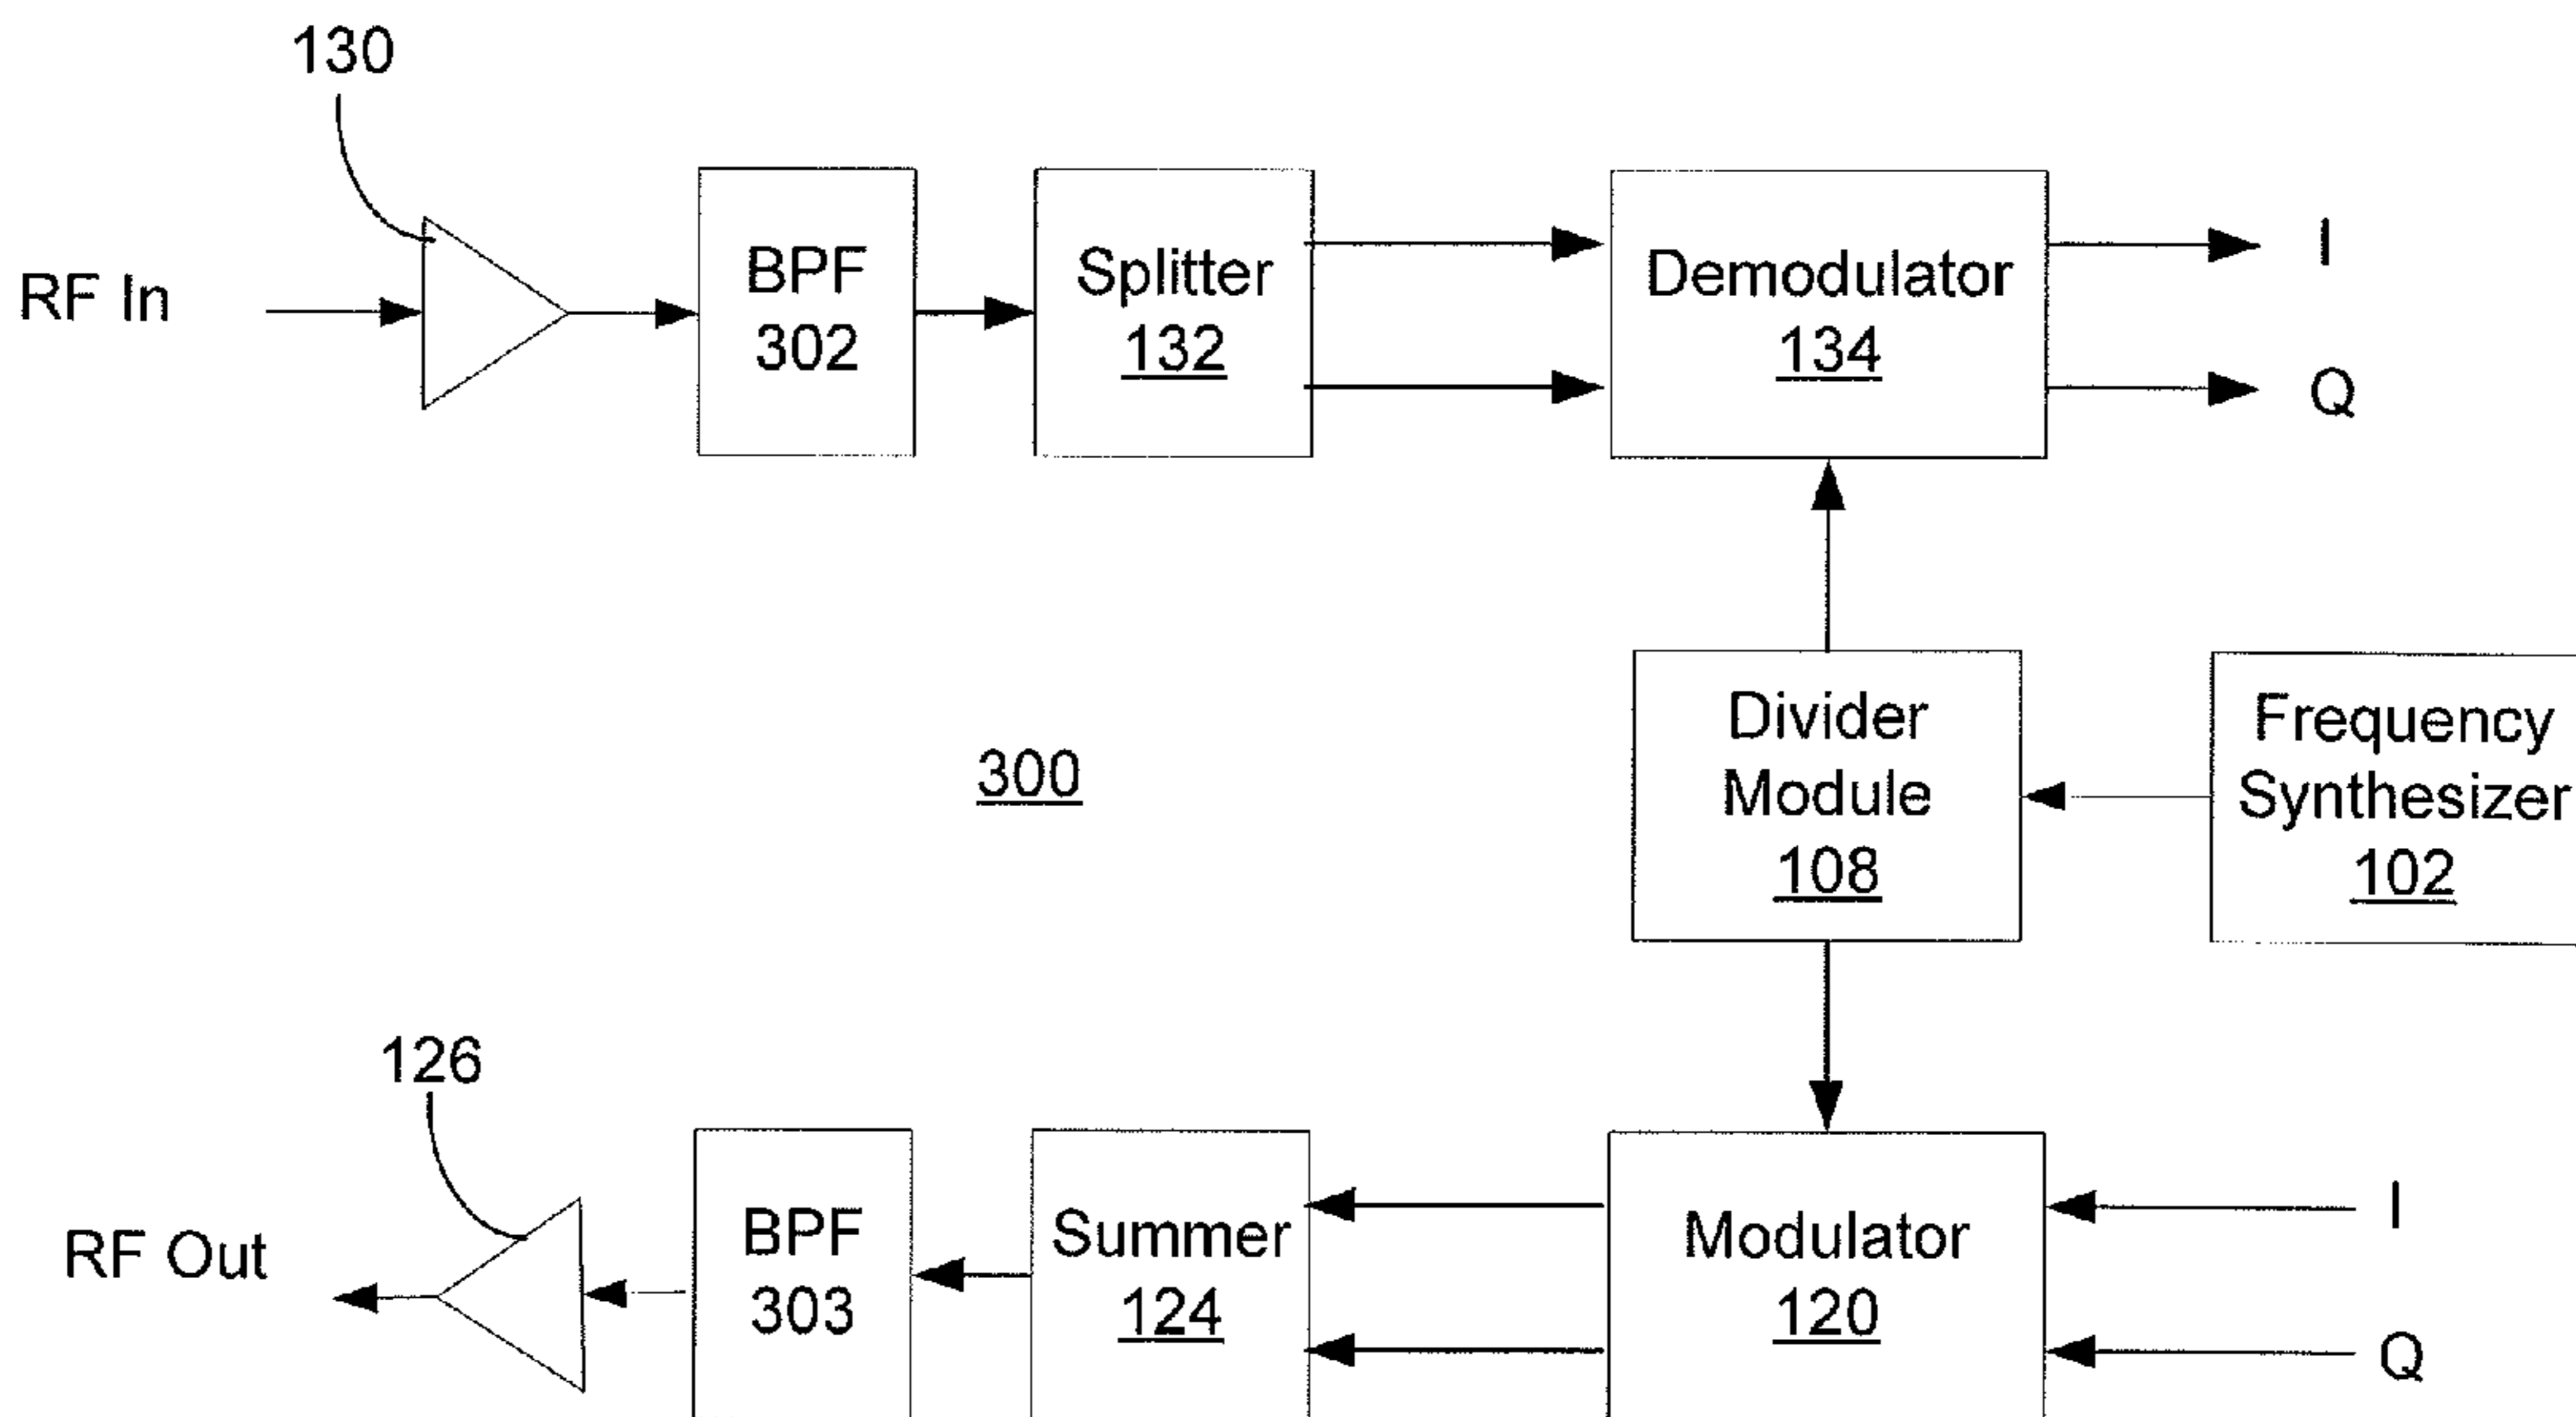 130
RF In
BPF
302
Splitter
132
Demodulator
134
I
Q
300
Divider
Module
108
Frequency
Synthesizer
102
126
RF Out
BPF
303
Summer
124
Modulator
120
I
Q